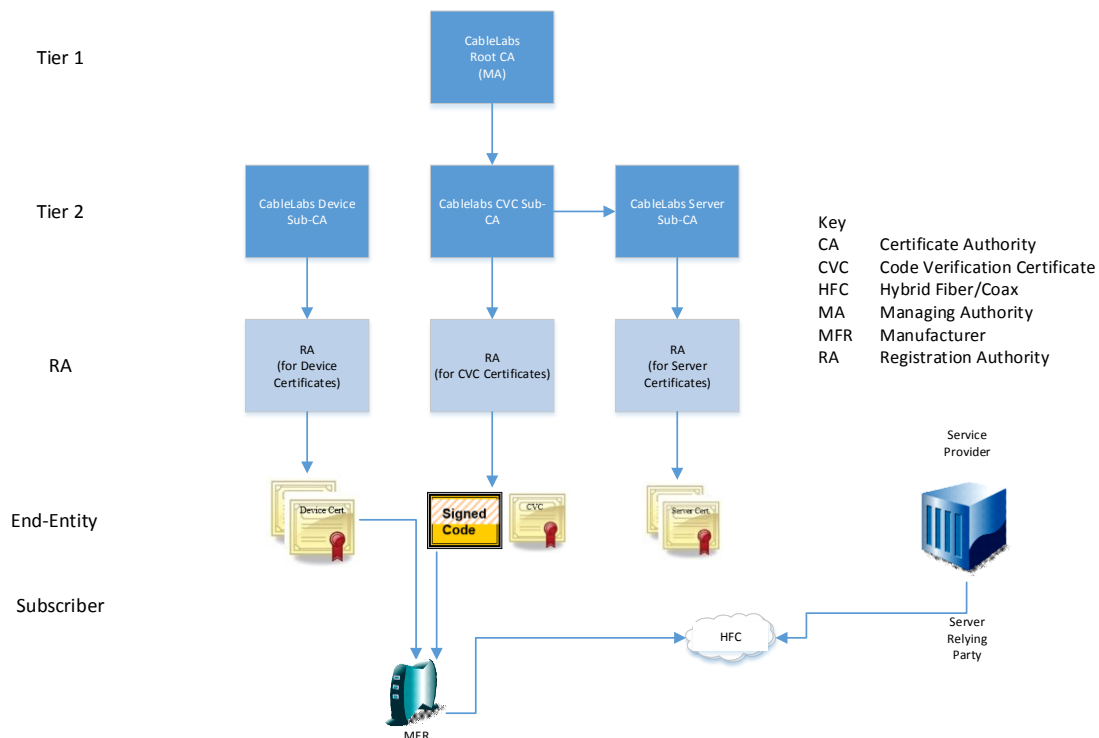 Tier 1
CableLabs
Root CA
(MA)
Tier 2
CableLabs Device
Sub-CA
Cablelabs CVC Sub-
CA
CableLabs Server
Sub-CA
Key
CA Certificate Authority
CVC Code Verification Certificate
HFC Hybrid Fiber/Coax
MA Managing Authority
MFR Manufacturer
RA Registration Authority
RA
RA
(for Device
Certificates)
RA
(for CVC Certificates)
RA
(for Server
Certificates)
Service
Provider
End-Entity
Device Cert.
Signed
Code
CVC
Server Cert.
Subscriber
HFC
Server
Relying
Party
MFR